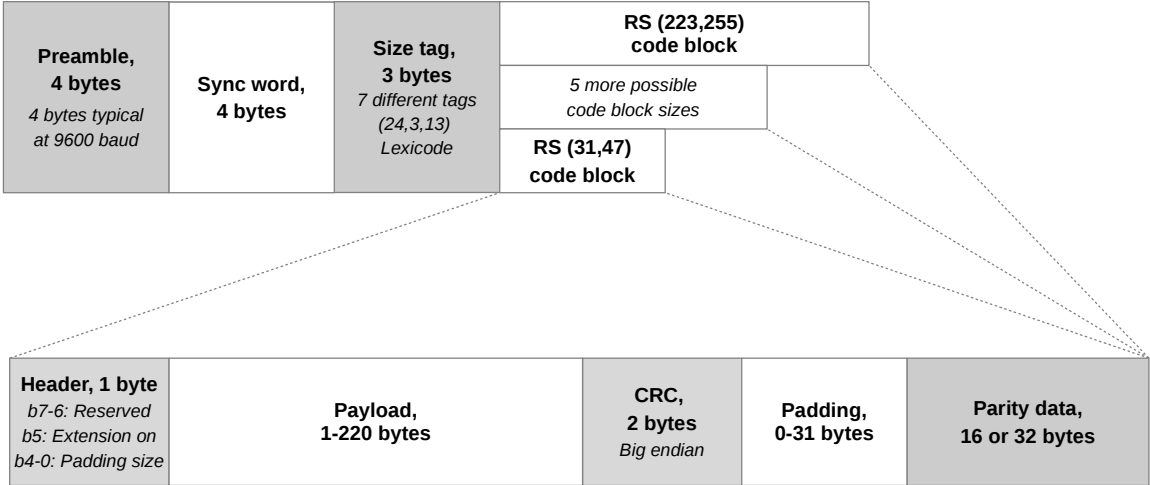 Preamble,
4 bytes
4 bytes typical
at 9600 baud
Sync word,
4 bytes
Size tag,
3 bytes
7 different tags
(24,3,13)
Lexicode
RS (223,255)
code block
5 more possible
code block sizes
RS (31,47)
code block
Header, 1 byte
b7-6: Reserved
b5: Extension on
b4-0: Padding size
Payload,
1-220 bytes
CRC,
2 bytes
Big endian
Padding,
0-31 bytes
Parity data,
16 or 32 bytes